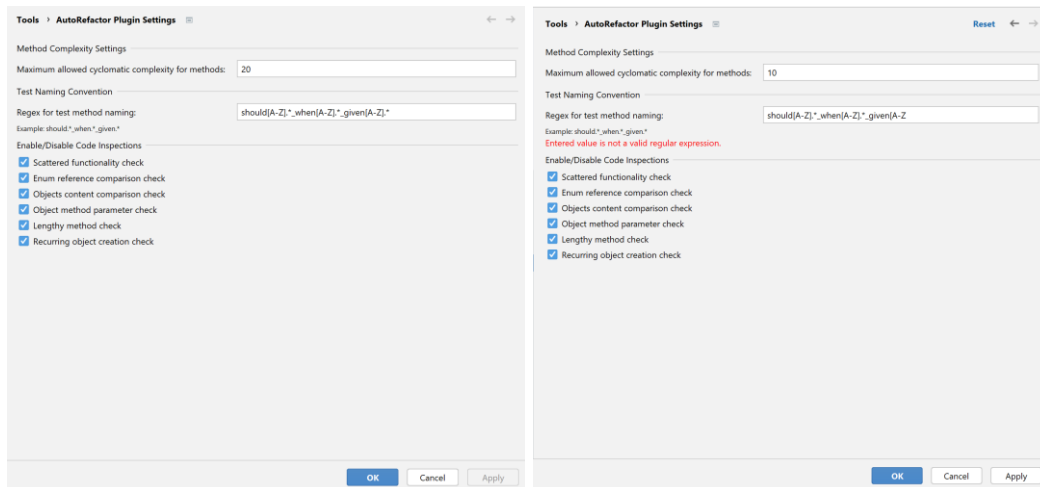 Tools › AutoRefactor Plugin Settings
Method Complexity Settings
Maximum allowed cyclomatic complexity for methods: 20
Test Naming Convention
Regex for test method naming: should[A-Z].*_when[A-Z].*_given[A-Z].*
Example: should.*_when.*_given.*
Enable/Disable Code Inspections
Scattered functionality check
Enum reference comparison check
Objects content comparison check
Object method parameter check
Lengthy method check
Recurring object creation check
OK Cancel Apply
Tools › AutoRefactor Plugin Settings Reset
Method Complexity Settings
Maximum allowed cyclomatic complexity for methods: 10
Test Naming Convention
Regex for test method naming: should[A-Z].*_when[A-Z].*_given[A-Z
Example: should.*_when.*_given.*
Entered value is not a valid regular expression.
Enable/Disable Code Inspections
Scattered functionality check
Enum reference comparison check
Objects content comparison check
Object method parameter check
Lengthy method check
Recurring object creation check
OK Cancel Apply